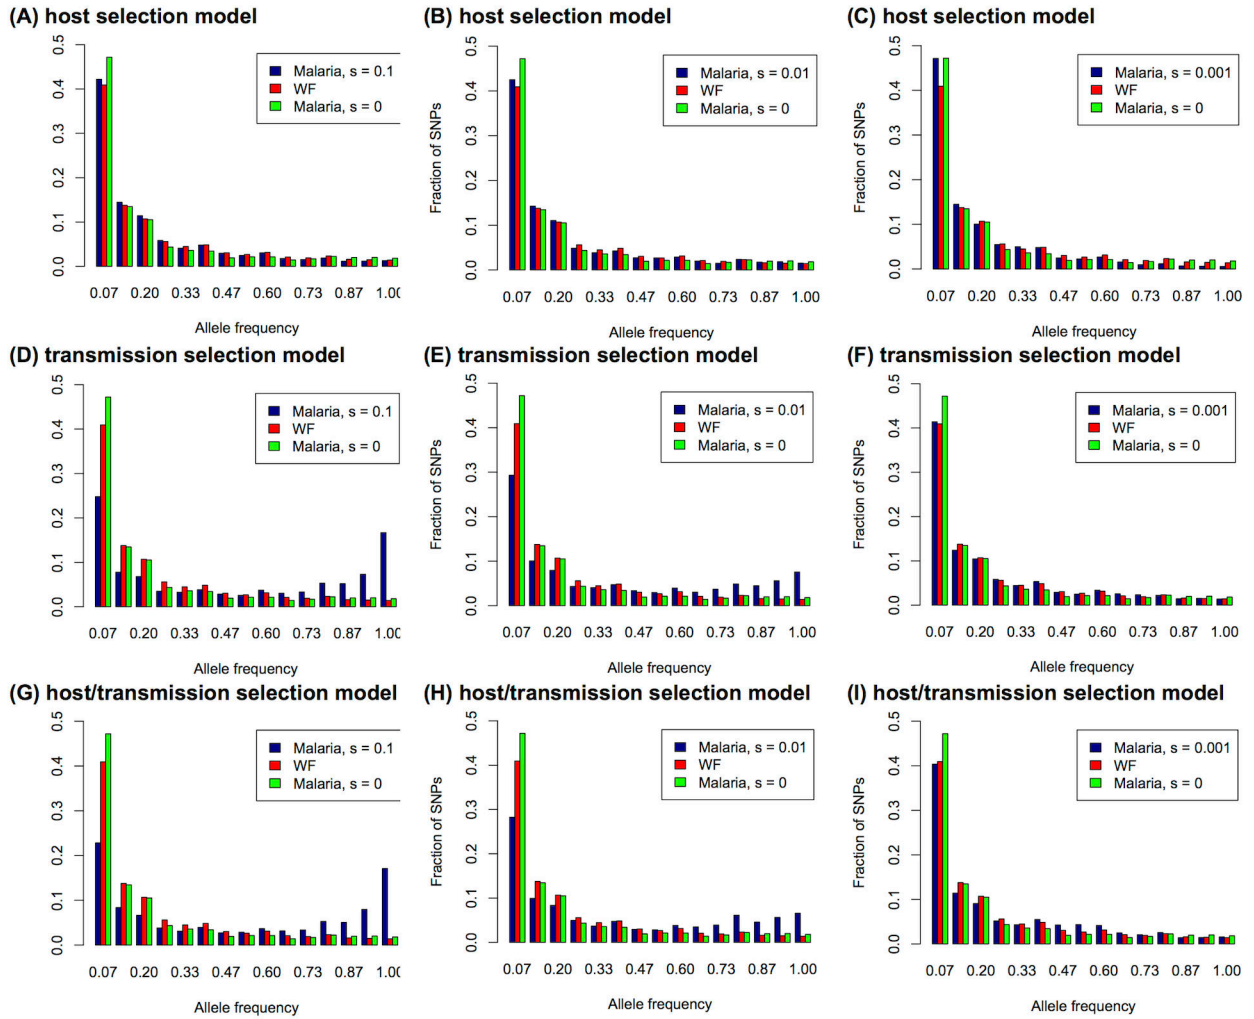 (A) host selection model
0.5
0.4
0.3
0.2
0.1
0.0
Malaria, s = 0.1
WF
Malaria, s = 0
0.07 0.20 0.33 0.47 0.60 0.73 0.87 1.00
Allele frequency
(B) host selection model
Fraction of SNPs
0.5
0.4
0.3
0.2
0.1
0.0
Malaria, s = 0.01
WF
Malaria, s = 0
0.07 0.20 0.33 0.47 0.60 0.73 0.87 1.00
Allele frequency
(C) host selection model
Fraction of SNPs
0.5
0.4
0.3
0.2
0.1
0.0
Malaria, s = 0.001
WF
Malaria, s = 0
0.07 0.20 0.33 0.47 0.60 0.73 0.87 1.00
Allele frequency
(D) transmission selection model
0.5
0.4
0.3
0.2
0.1
0.0
Malaria, s = 0.1
WF
Malaria, s = 0
0.07 0.20 0.33 0.47 0.60 0.73 0.87 1.00
Allele frequency
(E) transmission selection model
Fraction of SNPs
0.5
0.4
0.3
0.2
0.1
0.0
Malaria, s = 0.01
WF
Malaria, s = 0
0.07 0.20 0.33 0.47 0.60 0.73 0.87 1.00
Allele frequency
(F) transmission selection model
Fraction of SNPs
0.5
0.4
0.3
0.2
0.1
0.0
Malaria, s = 0.001
WF
Malaria, s = 0
0.07 0.20 0.33 0.47 0.60 0.73 0.87 1.00
Allele frequency
(G) host/transmission selection model
0.5
0.4
0.3
0.2
0.1
0.0
Malaria, s = 0.1
WF
Malaria, s = 0
0.07 0.20 0.33 0.47 0.60 0.73 0.87 1.00
Allele frequency
(H) host/transmission selection model
Fraction of SNPs
0.5
0.4
0.3
0.2
0.1
0.0
Malaria, s = 0.01
WF
Malaria, s = 0
0.07 0.20 0.33 0.47 0.60 0.73 0.87 1.00
Allele frequency
(I) host/transmission selection model
Fraction of SNPs
0.5
0.4
0.3
0.2
0.1
0.0
Malaria, s = 0.001
WF
Malaria, s = 0
0.07 0.20 0.33 0.47 0.60 0.73 0.87 1.00
Allele frequency